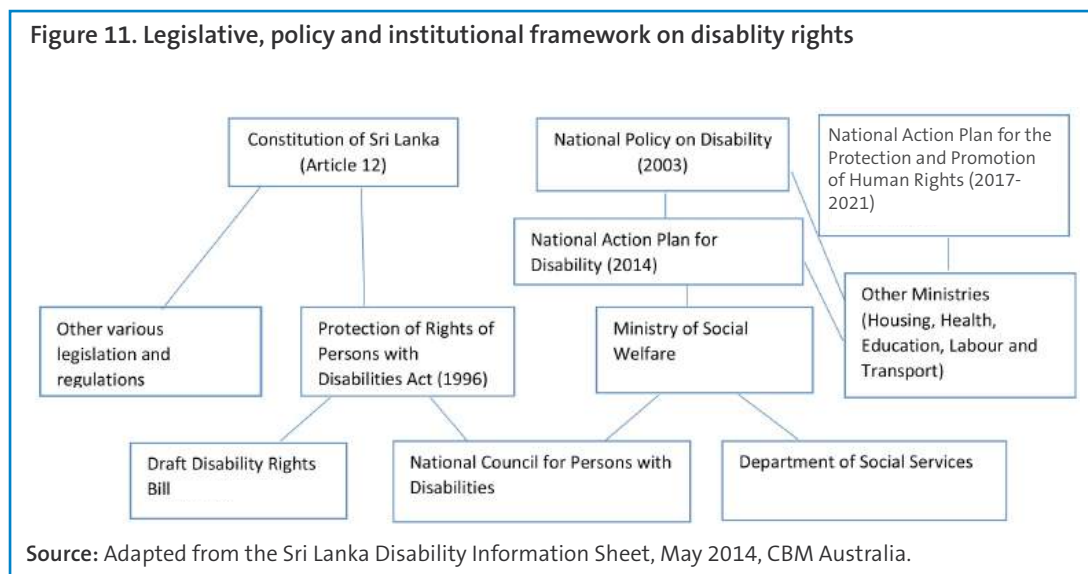 Figure 11. Legislative, policy and institutional framework on disablity rights
Constitution of Sri Lanka
(Article 12)
National Policy on Disability
(2003)
National Action Plan for the
Protection and Promotion
of Human Rights (2017-
2021)
National Action Plan for
Disability (2014)
Other various
legislation and
regulations
Protection of Rights of
Persons with
Disabilities Act (1996)
Ministry of Social
Welfare
Other Ministries
(Housing, Health,
Education, Labour and
Transport)
Draft Disability Rights
Bill
National Council for Persons with
Disabilities
Department of Social Services
Source: Adapted from the Sri Lanka Disability Information Sheet, May 2014, CBM Australia.